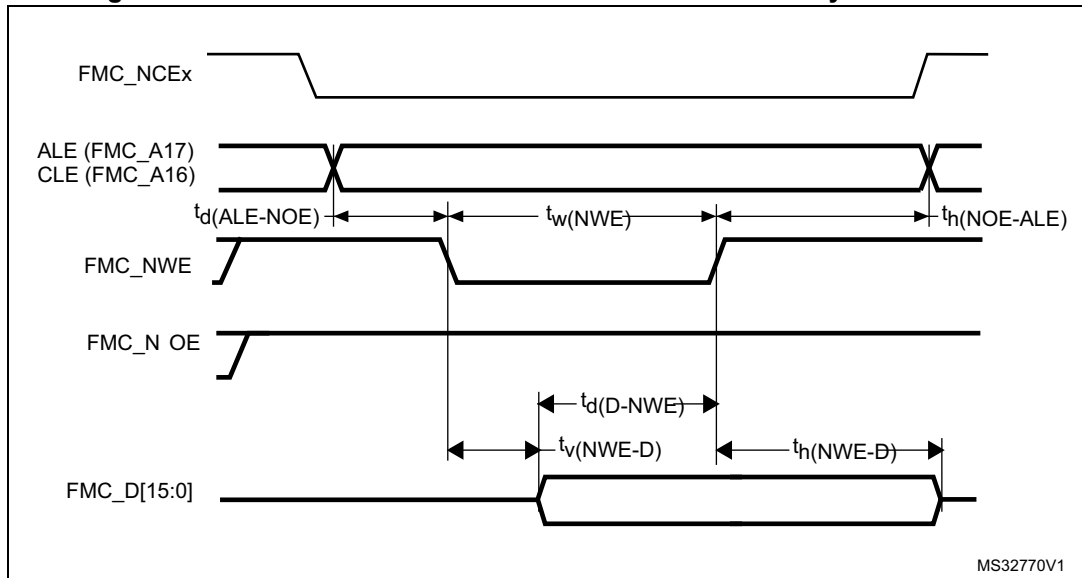 FMC_NCEx
ALE (FMC_A17)
CLE (FMC_A16)
td(ALE-NOE) tw(NWE) th(NOE-ALE)
FMC_NWE
FMC_N OE
td(D-NWE)
tv(NWE-D) th(NWE-D)
FMC_D[15:0]
MS32770V1